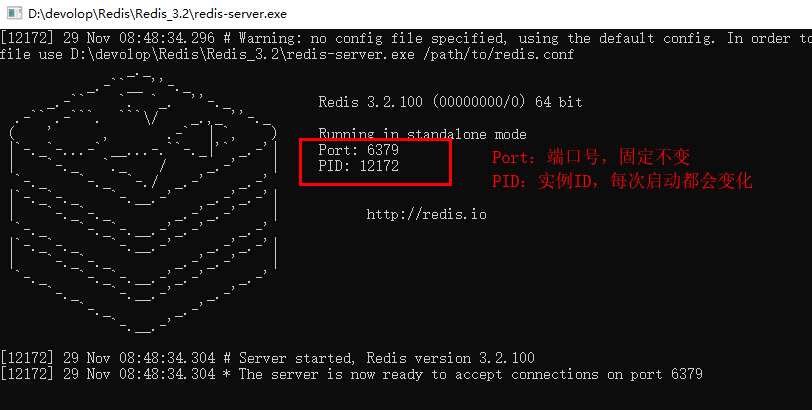 D:\devolop\Redis\Redis_3.2\redis-server.exe
[12172] 29 Nov 08:48:34.296 # Warning: no config file specified, using the default config. In order to
file use D:\devolop\Redis\Redis_3.2\redis-server.exe /path/to/redis.conf
Redis 3.2.100 (00000000/0) 64 bit
Running in standalone mode
Port: 6379
PID: 12172
Port：端口号，固定不变
PID：实例ID，每次启动都会变化
http://redis.io
[12172] 29 Nov 08:48:34.304 # Server started, Redis version 3.2.100
[12172] 29 Nov 08:48:34.304 * The server is now ready to accept connections on port 6379